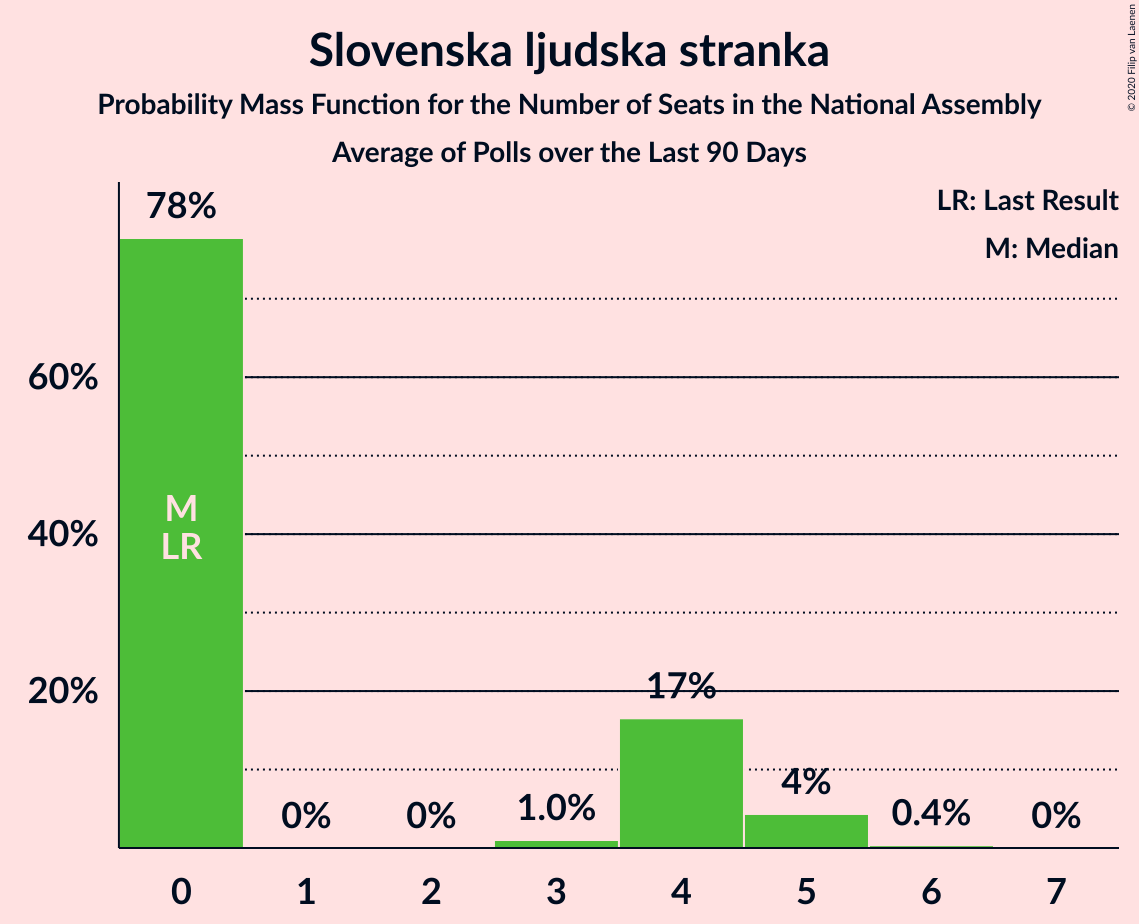 Slovenska ljudska stranka
Probability Mass Function for the Number of Seats in the National Assembly
Average of Polls over the Last 90 Days
© 2020 Filip van Laenen
LR: Last Result
M: Median
78%
60%
40%
20%
M
LR
0%
0%
1.0%
17%
4%
0.4%
0%
0 1 2 3 4 5 6 7